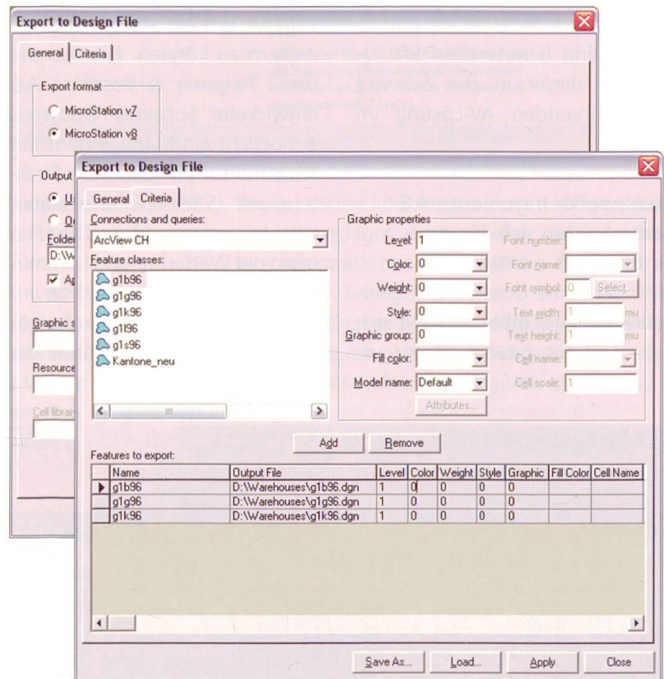 Export to Design File
General Criteria
Export format
MicroStation v7
MicroStation v8
Output
Folder
D:\W
Graphic s
Resource
Cell librar
Export to Design File
General Criteria
Connections and queries:
ArcView CH
Feature classes:
g1b96
g1g96
g1k96
g1l96
g1s96
Kantone_neu
Graphic properties
Level: 1
Color: 0
Weight: 0
Style: 0
Graphic group: 0
Fill color:
Model name: Default
Attributes...
Font number:
Font name:
Font symbol: 0 Select...
Text width: 1 mu
Text height: 1 mu
Cell name:
Cell scale: 1
Add Remove
Features to export:
Name Output File Level Color Weight Style Graphic Fill Color Cell Name
g1b96 D:\Warehouses\g1b96.dgn 1 0 0 0 0
g1g96 D:\Warehouses\g1g96.dgn 1 0 0 0 0
g1k96 D:\Warehouses\g1k96.dgn 1 0 0 0 0
Save As... Load... Apply Close